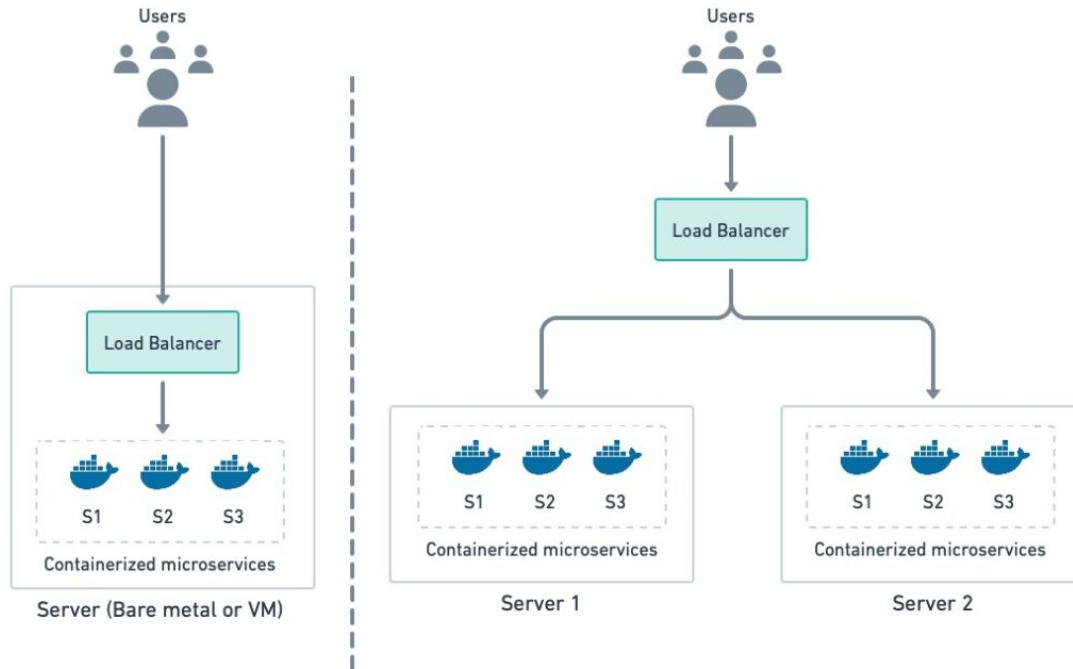 Users
Load Balancer
S1 S2 S3
Containerized microservices
Server (Bare metal or VM)
Users
Load Balancer
S1 S2 S3
Containerized microservices
Server 1
S1 S2 S3
Containerized microservices
Server 2